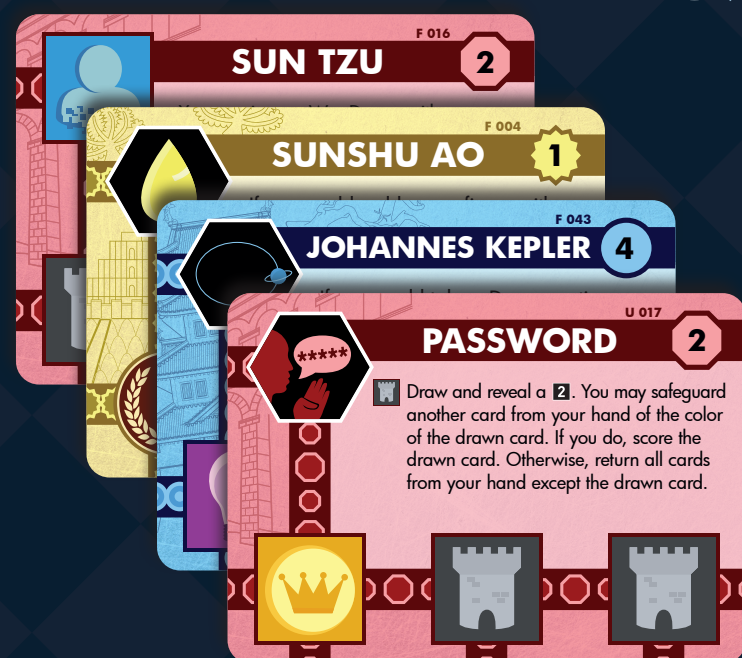 F 016
SUN TZU 2
F 004
SUNSHU AO 1
F 043
JOHANNES KEPLER 4
U 017
PASSWORD 2
*****
Draw and reveal a 2. You may safeguard
another card from your hand of the color
of the drawn card. If you do, score the
drawn card. Otherwise, return all cards
from your hand except the drawn card.